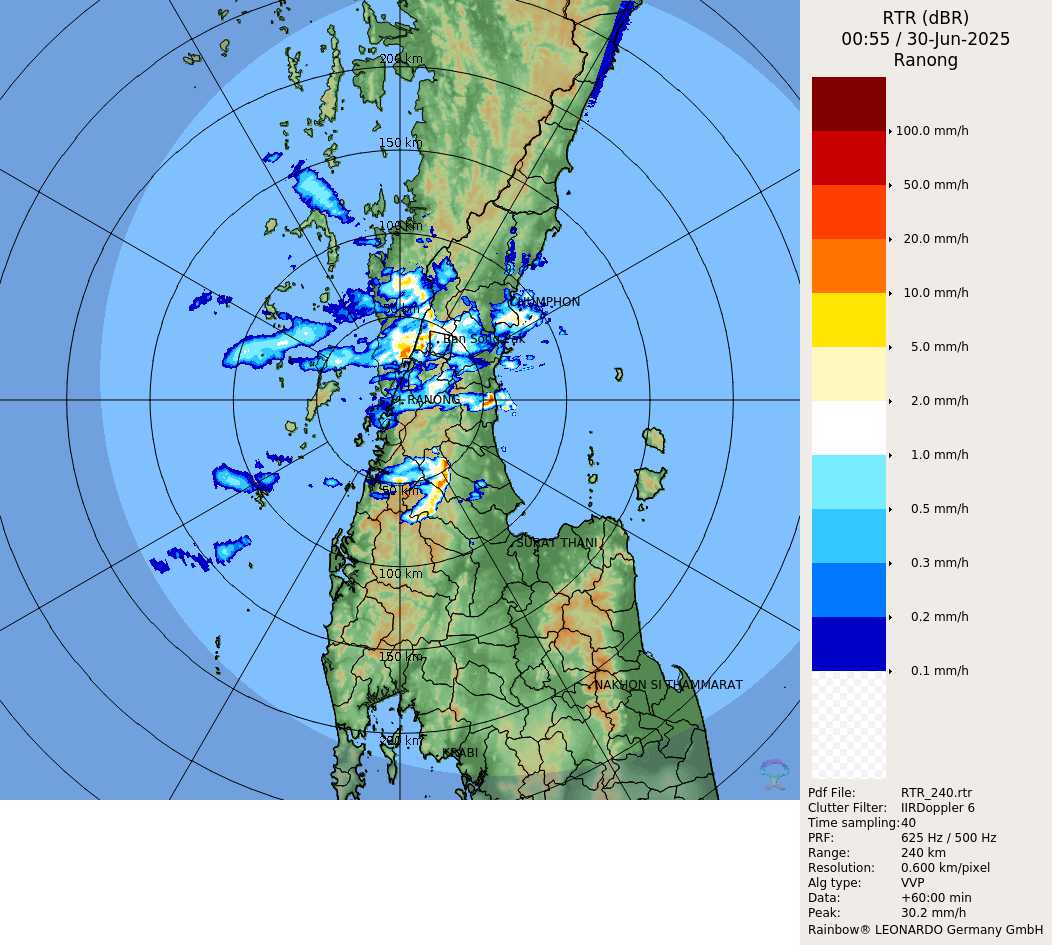 RTR (dBR)
00:55 / 30-Jun-2025
Ranong
200 km
150 km
100 km
50 km
CHUMPHON
RANONG
50 km
SURAT THANI
100 km
150 km
NAKHON SI THAMMARAT
200 km
KRABI
100.0 mm/h
50.0 mm/h
20.0 mm/h
10.0 mm/h
5.0 mm/h
2.0 mm/h
1.0 mm/h
0.5 mm/h
0.3 mm/h
0.2 mm/h
0.1 mm/h
Pdf File: RTR_240.rtr
Clutter Filter: IIRDoppler 6
Time sampling:40
PRF: 625 Hz / 500 Hz
Range: 240 km
Resolution: 0.600 km/pixel
Alg type: VVP
Data: +60:00 min
Peak: 30.2 mm/h
Rainbow® LEONARDO Germany GmbH